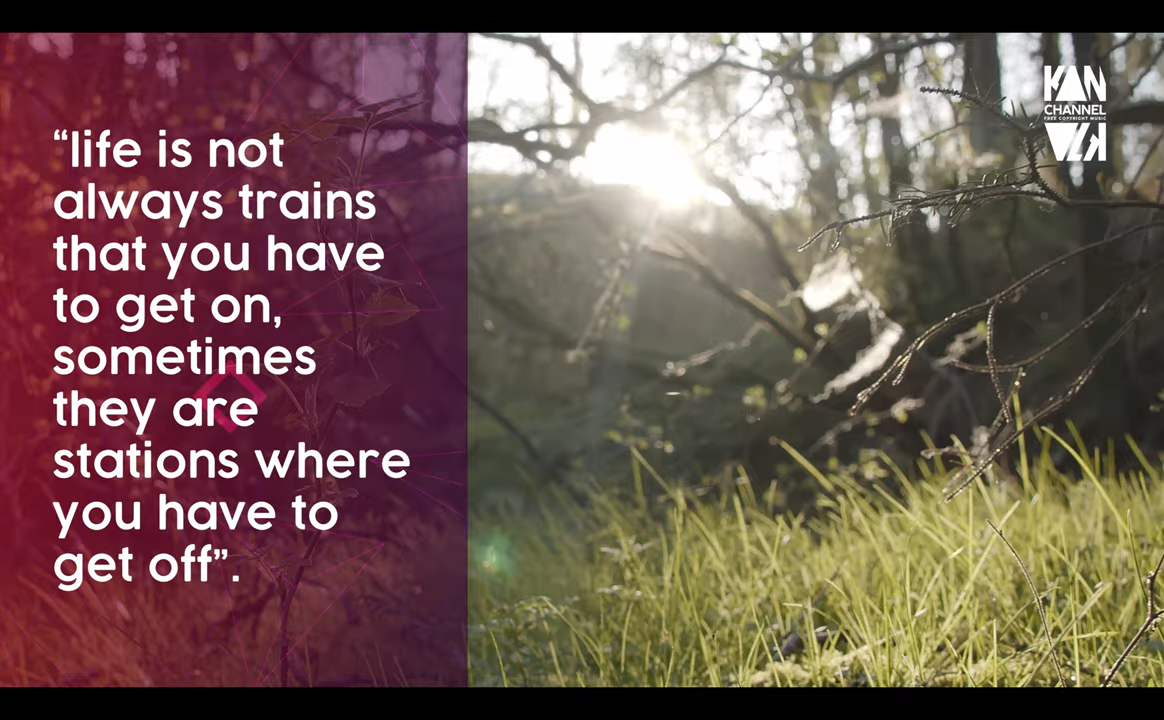 “life is not
always trains
that you have
to get on,
sometimes
they are
stations where
you have to
get off”.
KAN
CHANNEL
FREE COPYRIGHT MUSIC